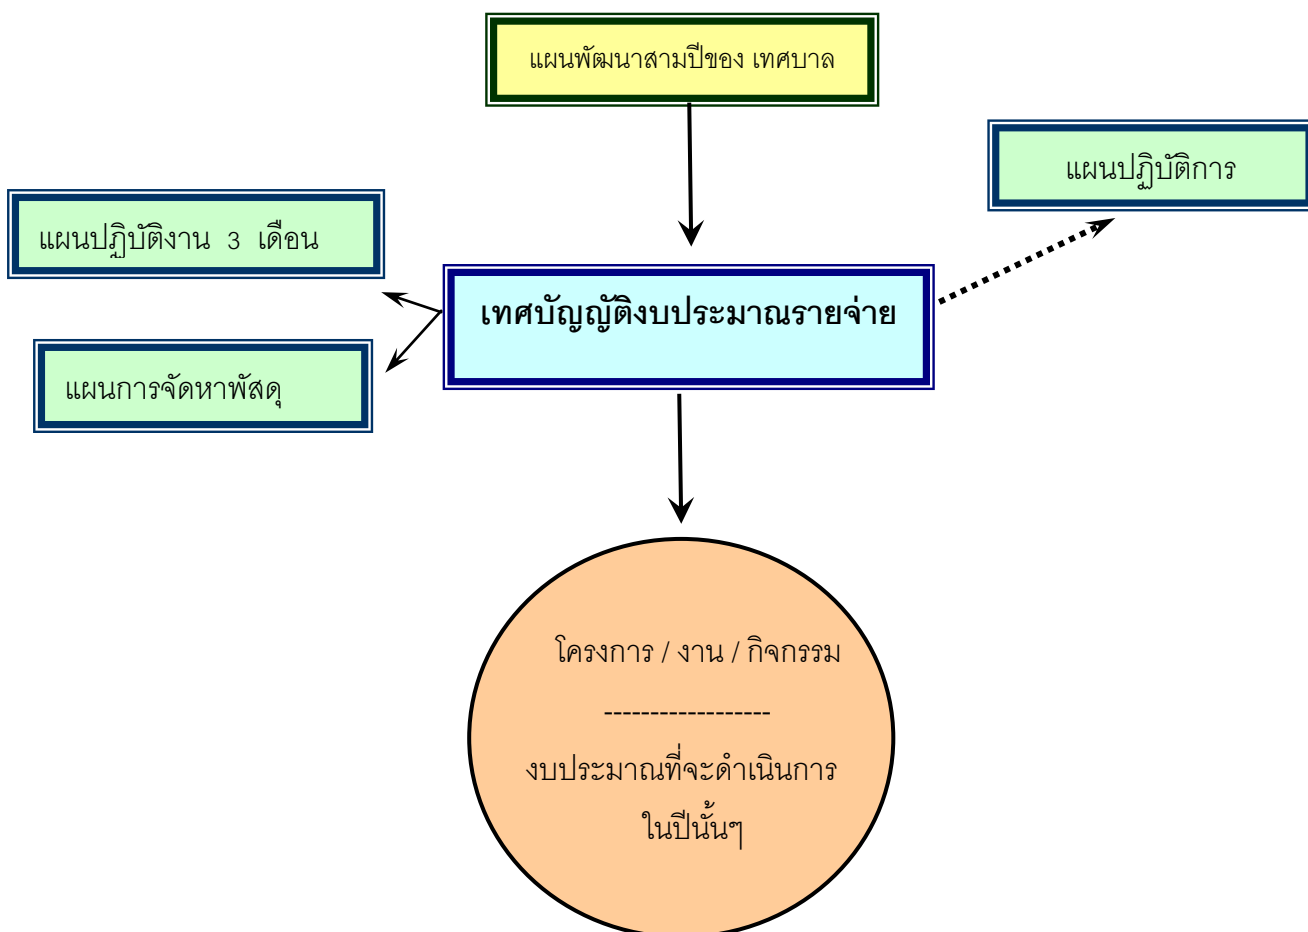 แผนพัฒนาสามปีของ เทศบาล
แผนปฏิบัติการ
แผนปฏิบัติงาน 3 เดือน
เทศบัญญัติงบประมาณรายจ่าย
แผนการจัดหาพัสดุ
โครงการ / งาน / กิจกรรม
------------------
งบประมาณที่จะดำเนินการ
ในปีนั้นๆ